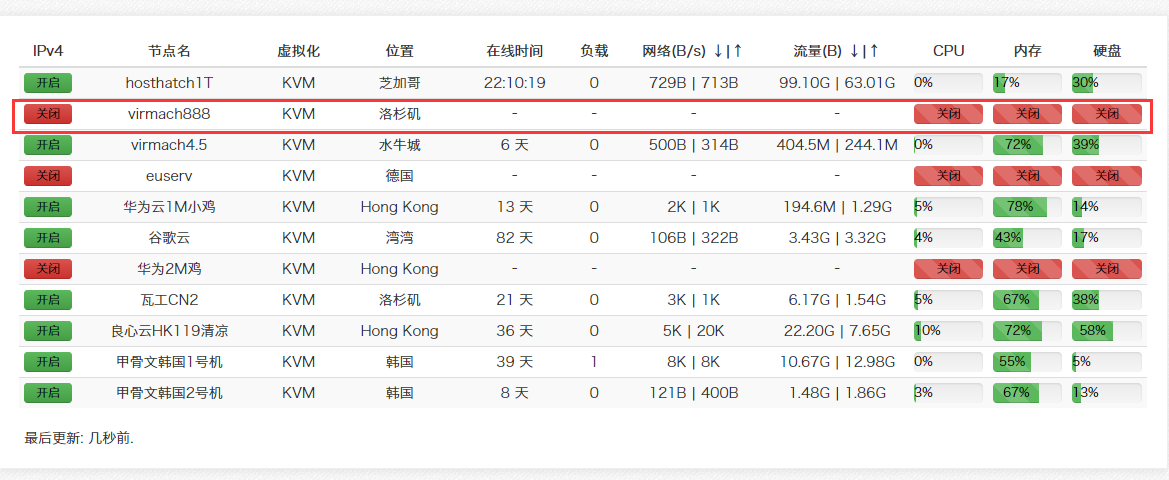 IPv4 节点名 虚拟化 位置 在线时间 负载 网络(B/s) ↓|↑ 流量(B) ↓|↑ CPU 内存 硬盘
开启 hosthatch1T KVM 芝加哥 22:10:19 0 729B | 713B 99.10G | 63.01G 0% 17% 30%
关闭 virmach888 KVM 洛杉矶 - - - - 关闭 关闭 关闭
开启 virmach4.5 KVM 水牛城 6 天 0 500B | 314B 404.5M | 244.1M 0% 72% 39%
关闭 euserv KVM 德国 - - - - 关闭 关闭 关闭
开启 华为云1M小鸡 KVM Hong Kong 13 天 0 2K | 1K 194.6M | 1.29G 5% 78% 14%
开启 谷歌云 KVM 湾湾 82 天 0 106B | 322B 3.43G | 3.32G 4% 43% 17%
关闭 华为2M鸡 KVM Hong Kong - - - - 关闭 关闭 关闭
开启 瓦工CN2 KVM 洛杉矶 21 天 0 3K | 1K 6.17G | 1.54G 5% 67% 38%
开启 良心云HK119清凉 KVM Hong Kong 36 天 0 5K | 20K 22.20G | 7.65G 10% 72% 58%
开启 甲骨文韩国1号机 KVM 韩国 39 天 1 8K | 8K 10.67G | 12.98G 0% 55% 5%
开启 甲骨文韩国2号机 KVM 韩国 8 天 0 121B | 400B 1.48G | 1.86G 3% 67% 13%
最后更新: 几秒前.